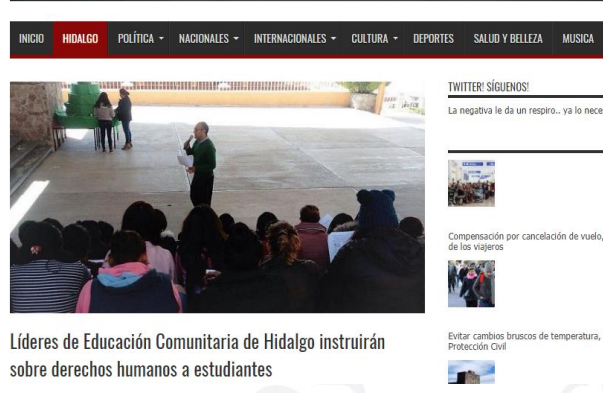 INICIO HIDALGO POLÍTICA NACIONALES INTERNACIONALES CULTURA DEPORTES SALUD Y BELLEZA MUSICA
TWITTER! SÍGUENOS!
La negativa le da un respiro.. ya lo nece
Compensación por cancelación de vuelo,
de los viajeros
Evitar cambios bruscos de temperatura,
Protección Civil
Líderes de Educación Comunitaria de Hidalgo instruirán
sobre derechos humanos a estudiantes